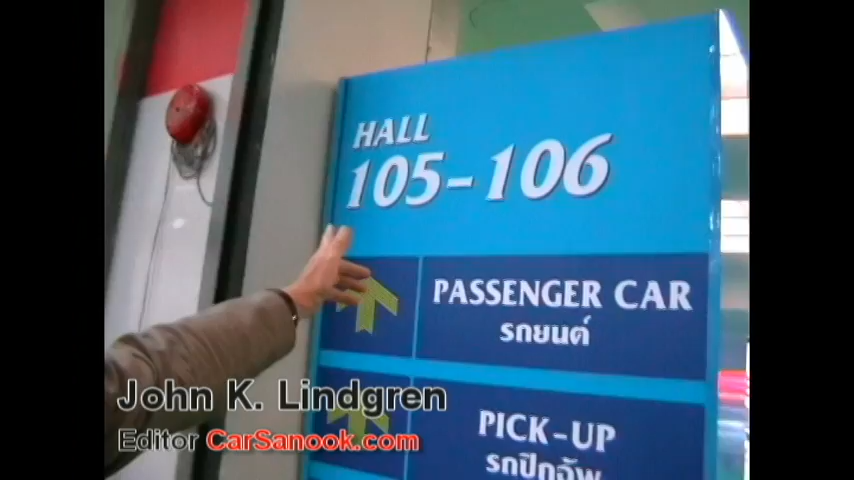 HALL
105-106
PASSENGER CAR
รถยนต์
PICK-UP
รถปิกอัพ
John K. Lindgren
Editor CarSanook.com